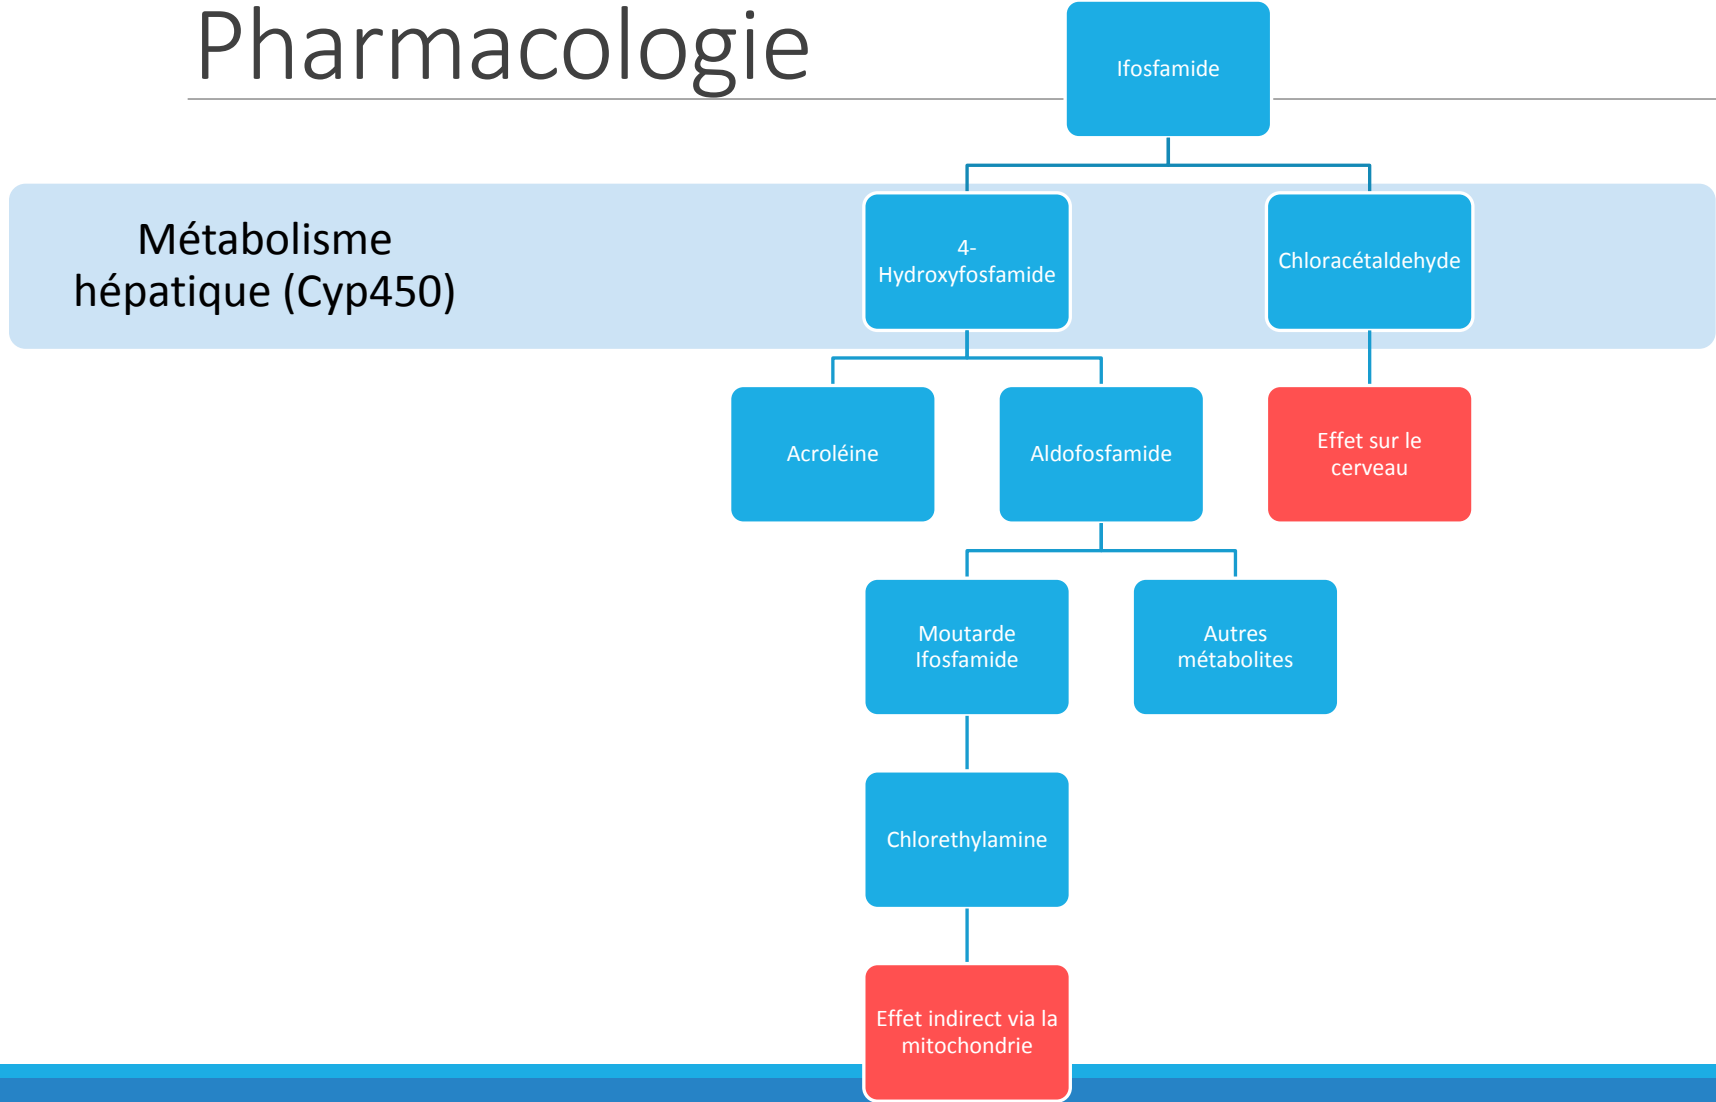 Pharmacologie
Ifosfamide
Métabolisme
hépatique (Cyp450)
4-
Hydroxyfosfamide
Chloracétaldehyde
Acroléine
Aldofosfamide
Effet sur le
cerveau
Moutarde
Ifosfamide
Autres
métabolites
Chlorethylamine
Effet indirect via la
mitochondrie